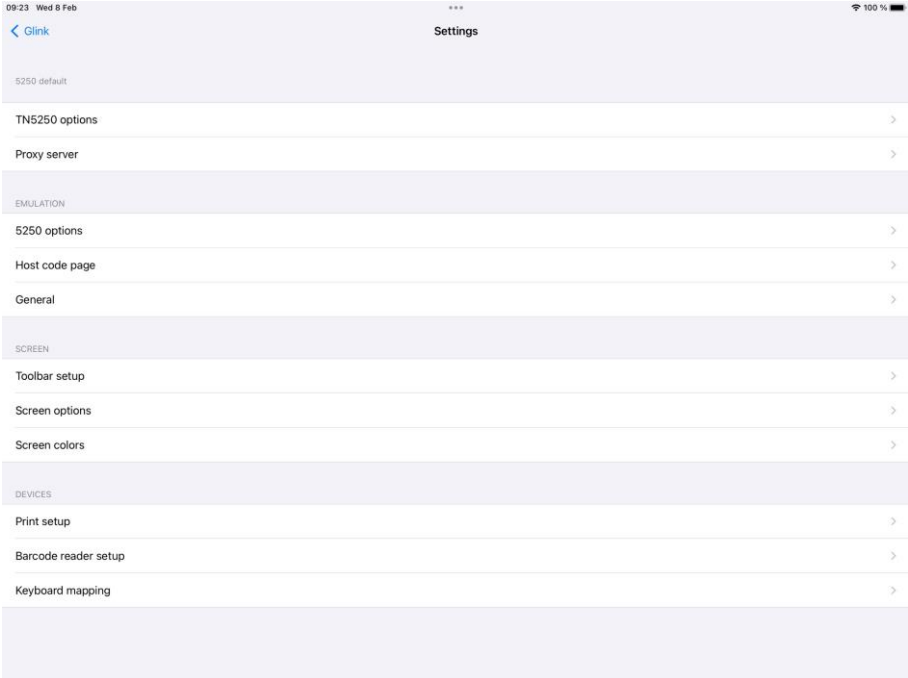 09:23 Wed 8 Feb
100 %
Glink
Settings
5250 default
TN5250 options
Proxy server
EMULATION
5250 options
Host code page
General
SCREEN
Toolbar setup
Screen options
Screen colors
DEVICES
Print setup
Barcode reader setup
Keyboard mapping